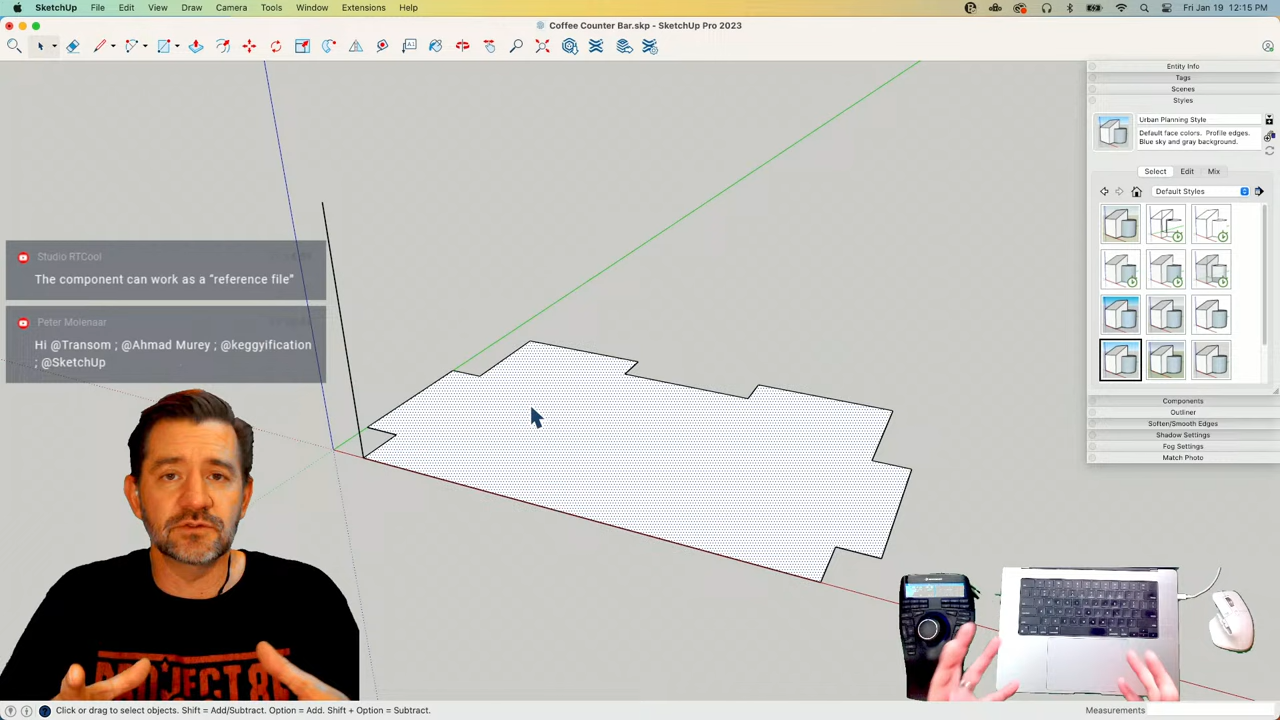 SketchUp File Edit View Draw Camera Tools Window Extensions Help
Fri Jan 19 12:15 PM
Coffee Counter Bar.skp - SketchUp Pro 2023
Entity Info
Tags
Scenes
Styles
Urban Planning Style
Default face colors. Profile edges.
Blue sky and gray background.
Select Edit Mix
Default Styles
Components
Outliner
Soften/Smooth Edges
Shadow Settings
Fog Settings
Match Photo
Studio RTCool
The component can work as a “reference file”
Peter Molenaar
Hi @Transom ; @Ahmad Murey ; @keggyification
; @SketchUp
PROJECT 86
Click or drag to select objects. Shift = Add/Subtract. Option = Add. Shift + Option = Subtract.
Measurements